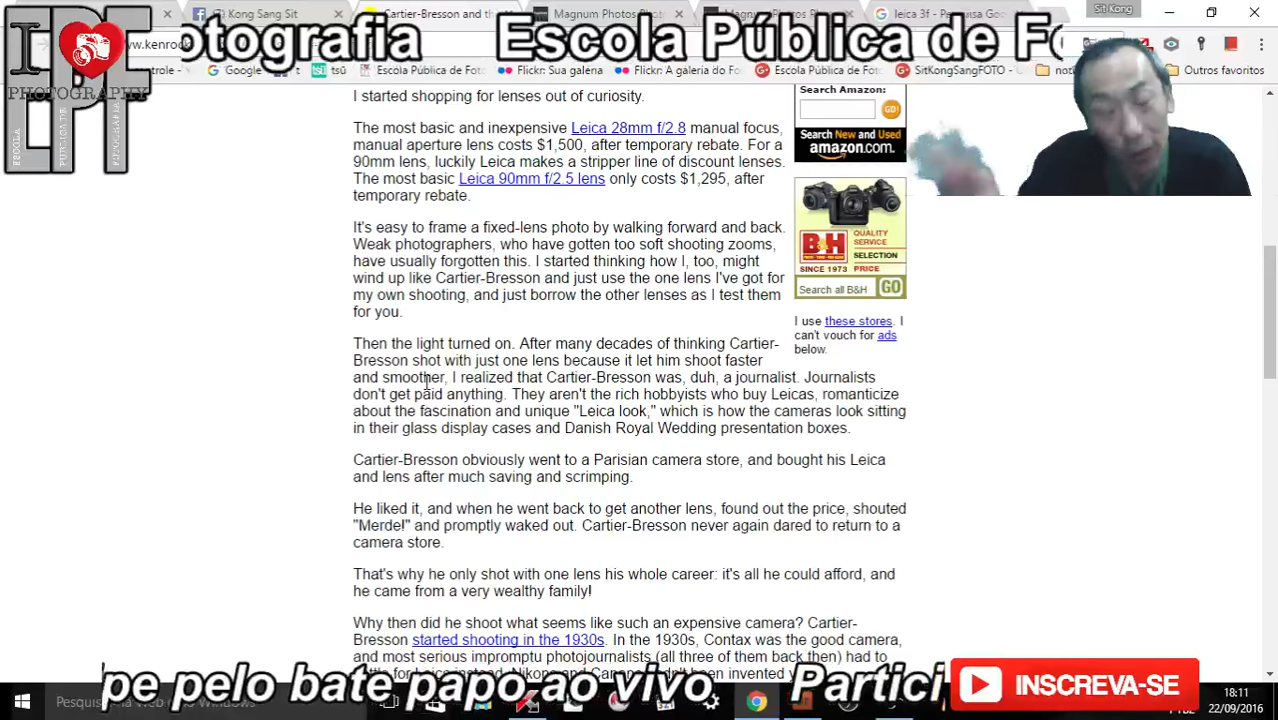 (7) Kong Sang Sit
Cartier-Bresson and th
Magnum Photos Pho
leica 3f - Pesquisa Goo
Sit Kong
otografia Escola Pública de Fo
PHOTOGRAPHY
Google
tsū
Escola Pública de Fot
Flickr: Sua galeria
Flickr: A galeria do Fo
Escola Pública de Fot
SitKongSangFOTO - U
Outros favoritos
I started shopping for lenses out of curiosity.
The most basic and inexpensive Leica 28mm f/2.8 manual focus,
manual aperture lens costs $1,500, after temporary rebate. For a
90mm lens, luckily Leica makes a stripper line of discount lenses.
The most basic Leica 90mm f/2.5 lens only costs $1,295, after
temporary rebate.
It's easy to frame a fixed-lens photo by walking forward and back.
Weak photographers, who have gotten too soft shooting zooms,
have usually forgotten this. I started thinking how I, too, might
wind up like Cartier-Bresson and just use the one lens I've got for
my own shooting, and just borrow the other lenses as I test them
for you.
Then the light turned on. After many decades of thinking Cartier-
Bresson shot with just one lens because it let him shoot faster
and smoother, I realized that Cartier-Bresson was, duh, a journalist. Journalists
don't get paid anything. They aren't the rich hobbyists who buy Leicas, romanticize
about the fascination and unique "Leica look," which is how the cameras look sitting
in their glass display cases and Danish Royal Wedding presentation boxes.
Cartier-Bresson obviously went to a Parisian camera store, and bought his Leica
and lens after much saving and scrimping.
He liked it, and when he went back to get another lens, found out the price, shouted
"Merde!" and promptly waked out. Cartier-Bresson never again dared to return to a
camera store.
That's why he only shot with one lens his whole career: it's all he could afford, and
he came from a very wealthy family!
Why then did he shoot what seems like such an expensive camera? Cartier-
Bresson started shooting in the 1930s. In the 1930s, Contax was the good camera,
and most serious impromptu photojournalists (all three of them back then) had to
Search Amazon:
GO!
Search New and Used
amazon.com
B&H
QUALITY
SERVICE
SELECTION
SINCE 1973 PRICE
Search all B&H GO
I use these stores. I
can't vouch for ads
below.
pe pelo bate papo ao vivo. Partici
INSCREVA-SE
18:11
22/09/2016